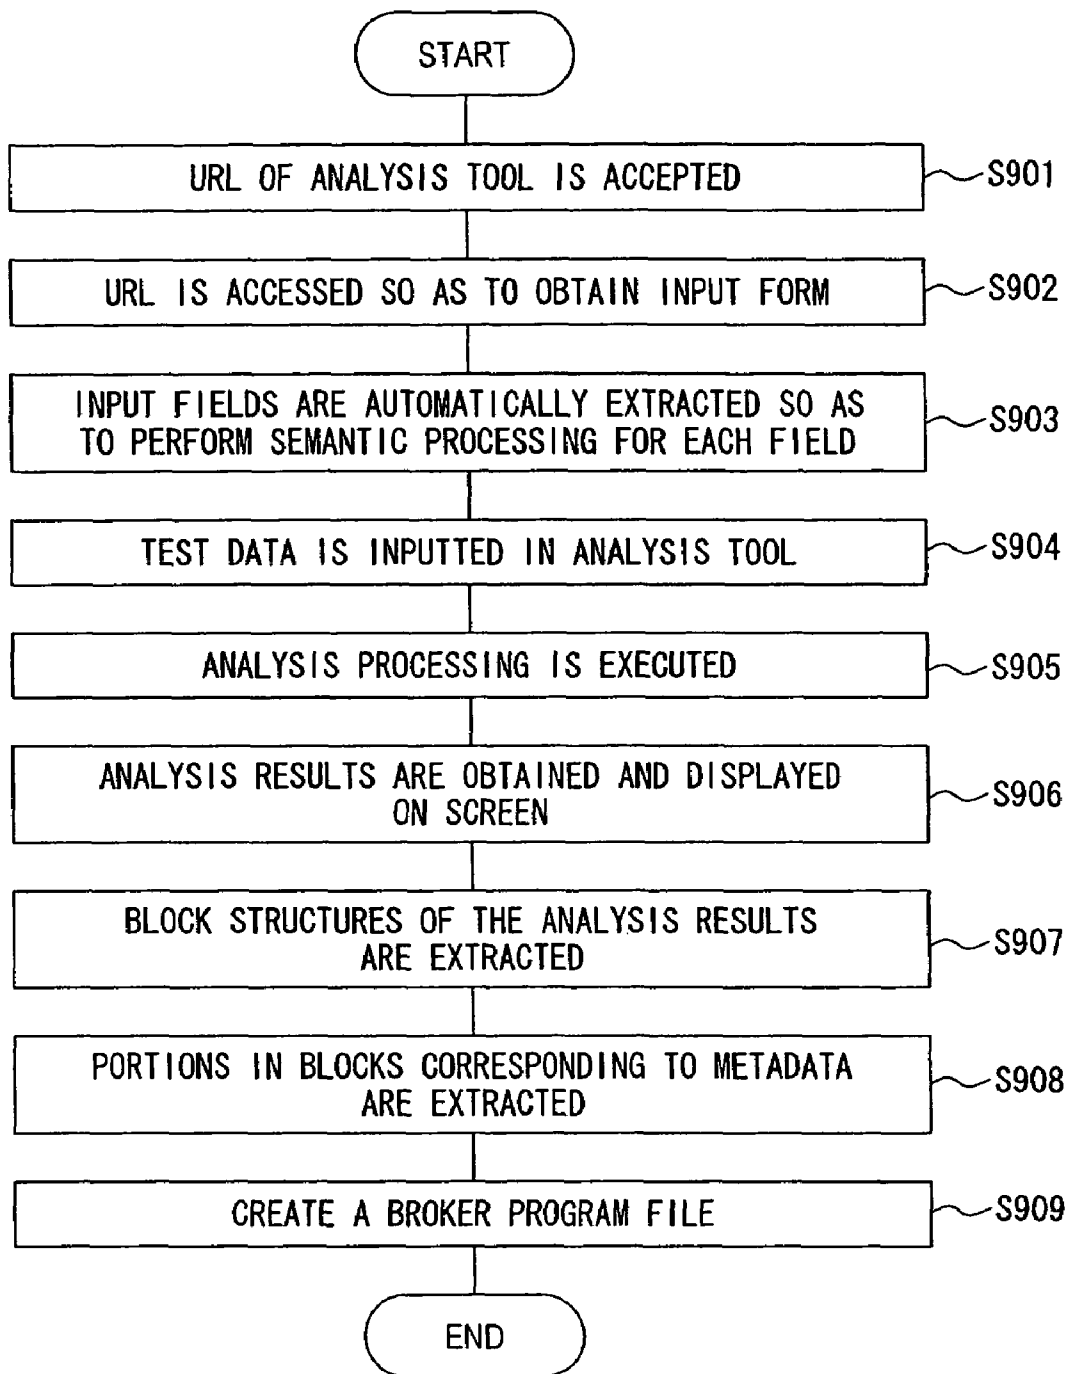 START
URL OF ANALYSIS TOOL IS ACCEPTED
S901
URL IS ACCESSED SO AS TO OBTAIN INPUT FORM
S902
INPUT FIELDS ARE AUTOMATICALLY EXTRACTED SO AS
TO PERFORM SEMANTIC PROCESSING FOR EACH FIELD
S903
TEST DATA IS INPUTTED IN ANALYSIS TOOL
S904
ANALYSIS PROCESSING IS EXECUTED
S905
ANALYSIS RESULTS ARE OBTAINED AND DISPLAYED
ON SCREEN
S906
BLOCK STRUCTURES OF THE ANALYSIS RESULTS
ARE EXTRACTED
S907
PORTIONS IN BLOCKS CORRESPONDING TO METADATA
ARE EXTRACTED
S908
CREATE A BROKER PROGRAM FILE
S909
END